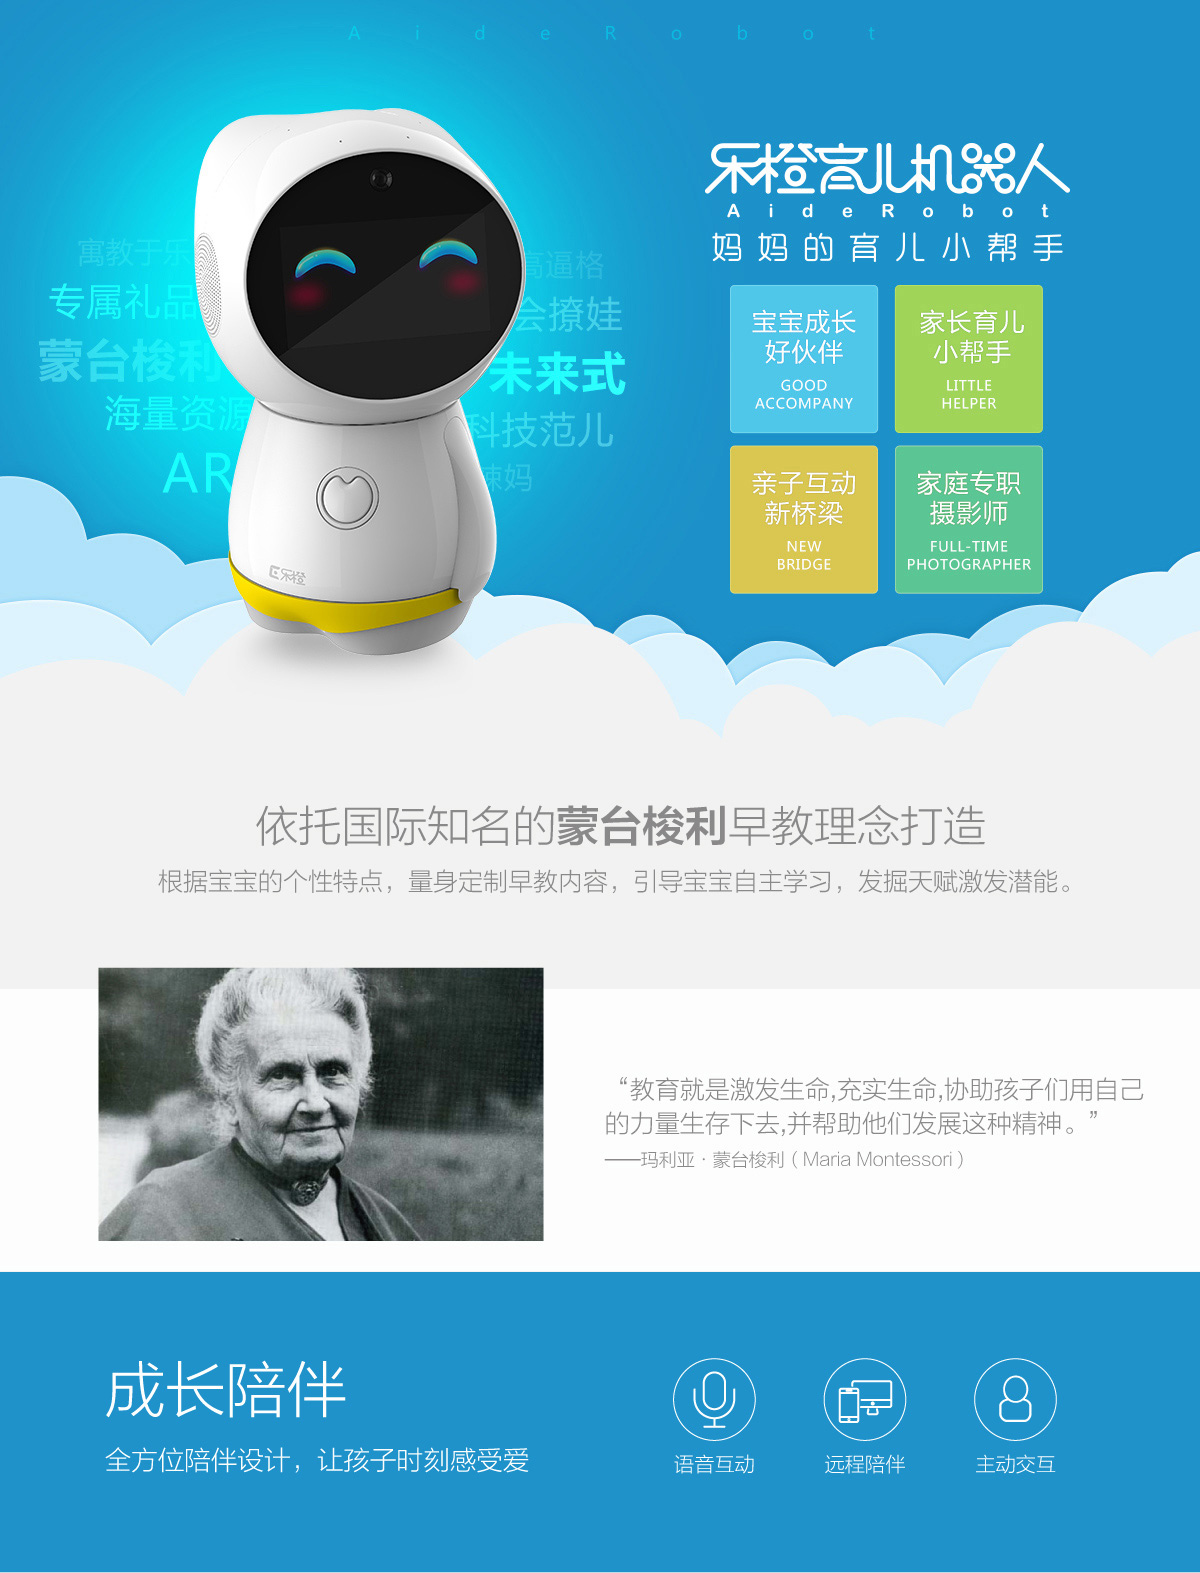 AideRobot
乐橙育儿机器人
AideRobot
妈妈的育儿小帮手
寓教于乐
专属礼品
蒙台梭利
海量资源
AR
高逼格
会撩娃
未来式
科技范儿
辣妈
宝宝成长
好伙伴
GOOD
ACCOMPANY
家长育儿
小帮手
LITTLE
HELPER
亲子互动
新桥梁
NEW
BRIDGE
家庭专职
摄影师
FULL-TIME
PHOTOGRAPHER
乐橙
依托国际知名的蒙台梭利早教理念打造
根据宝宝的个性特点，量身定制早教内容，引导宝宝自主学习，发掘天赋激发潜能。
“教育就是激发生命,充实生命,协助孩子们用自己
的力量生存下去,并帮助他们发展这种精神。”
——玛利亚·蒙台梭利（Maria Montessori）
成长陪伴
全方位陪伴设计，让孩子时刻感受爱
语音互动
远程陪伴
主动交互